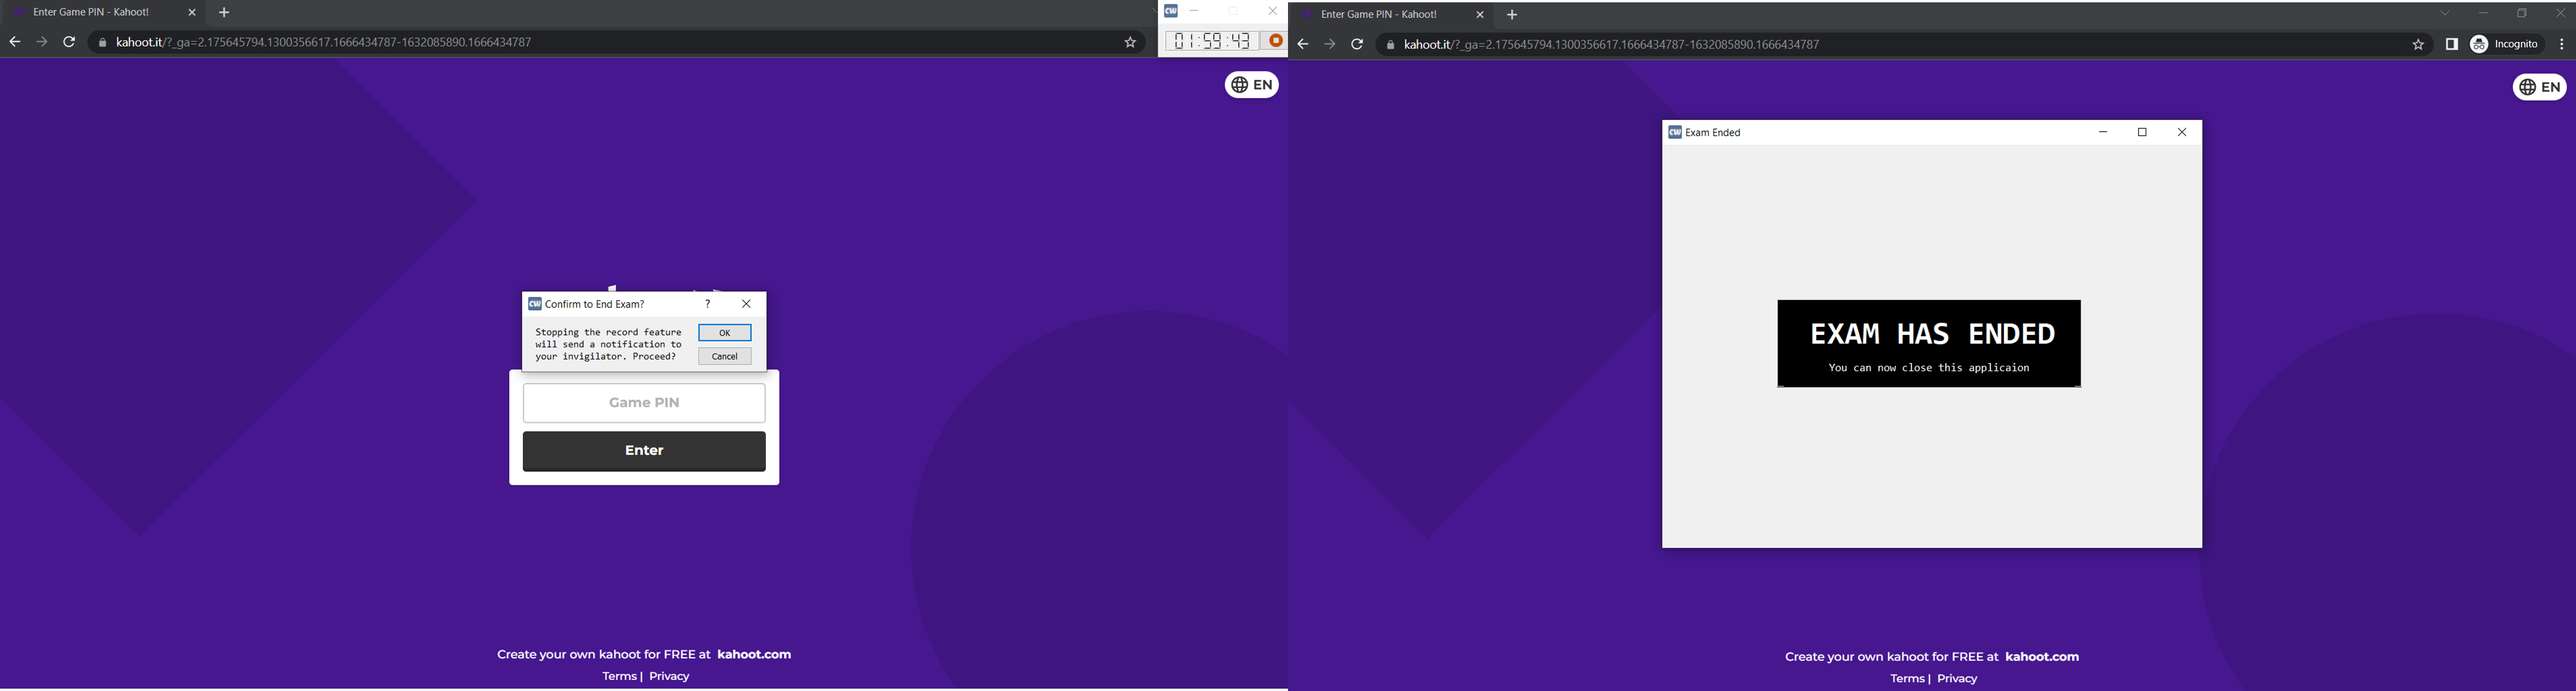 Enter Game PIN - Kahoot!
CW
01:59:43
kahoot.it/?_ga=2.175645794.1300356617.1666434787-1632085890.1666434787
EN
CW Confirm to End Exam? ?
Stopping the record feature
will send a notification to
your invigilator. Proceed?
OK
Cancel
Game PIN
Enter
Create your own kahoot for FREE at kahoot.com
Terms | Privacy
Enter Game PIN - Kahoot!
kahoot.it/?_ga=2.175645794.1300356617.1666434787-1632085890.1666434787
Incognito
EN
CW Exam Ended
EXAM HAS ENDED
You can now close this applicaion
Create your own kahoot for FREE at kahoot.com
Terms | Privacy